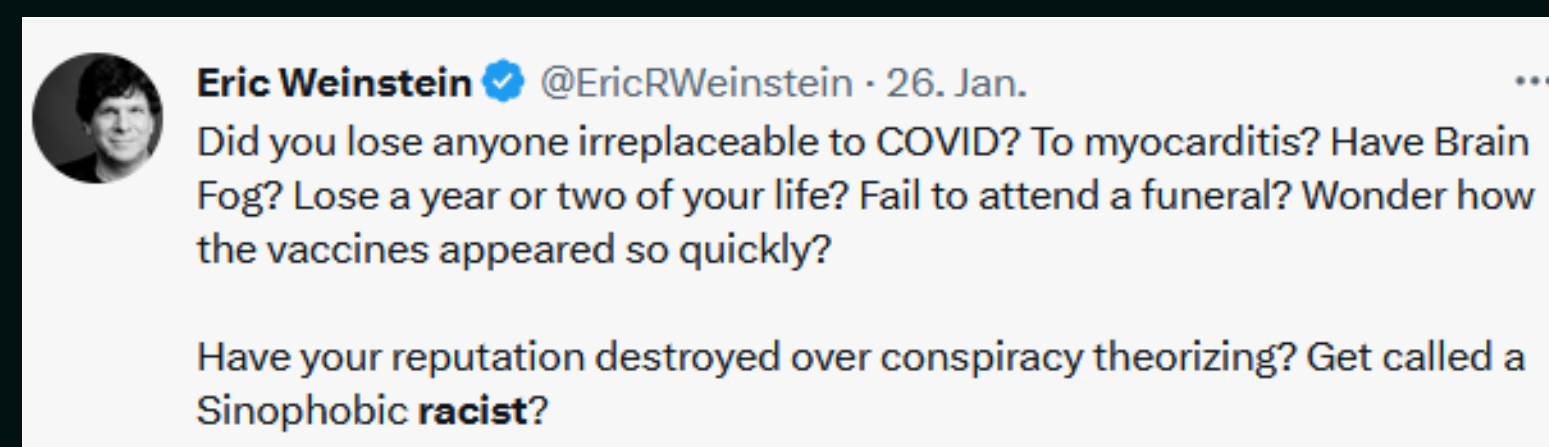 Eric Weinstein @EricRWeinstein · 26. Jan.
Did you lose anyone irreplaceable to COVID? To myocarditis? Have Brain
Fog? Lose a year or two of your life? Fail to attend a funeral? Wonder how
the vaccines appeared so quickly?
Have your reputation destroyed over conspiracy theorizing? Get called a
Sinophobic racist?